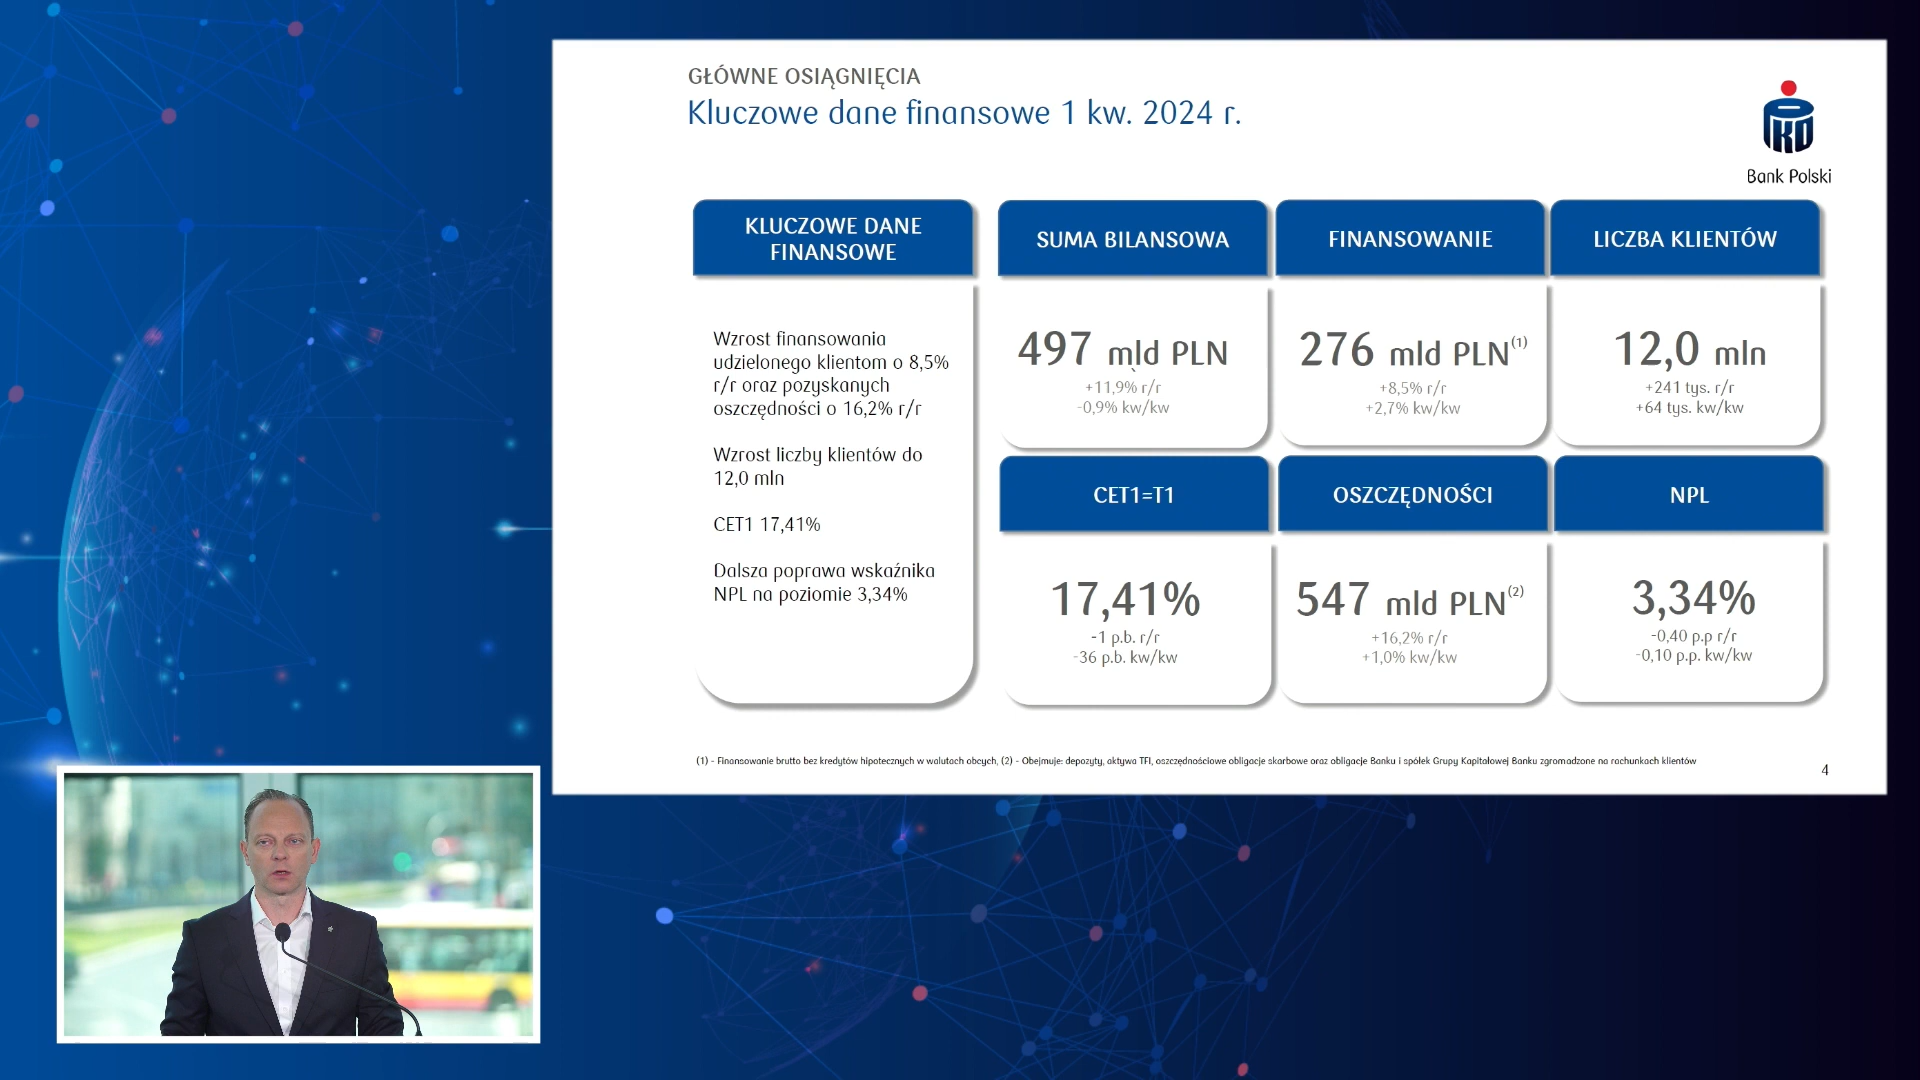 GŁÓWNE OSIĄGNIĘCIA
Kluczowe dane finansowe 1 kw. 2024 r.
PKO
Bank Polski
KLUCZOWE DANE
FINANSOWE
Wzrost finansowania
udzielonego klientom o 8,5%
r/r oraz pozyskanych
oszczędności o 16,2% r/r
Wzrost liczby klientów do
12,0 mln
CET1 17,41%
Dalsza poprawa wskaźnika
NPL na poziomie 3,34%
SUMA BILANSOWA
497 mld PLN
+11,9% r/r
-0,9% kw/kw
FINANSOWANIE
276 mld PLN(1)
+8,5% r/r
+2,7% kw/kw
LICZBA KLIENTÓW
12,0 mln
+241 tys. r/r
+64 tys. kw/kw
CET1=T1
17,41%
-1 p.b. r/r
-36 p.b. kw/kw
OSZCZĘDNOŚCI
547 mld PLN(2)
+16,2% r/r
+1,0% kw/kw
NPL
3,34%
-0,40 p.p r/r
-0,10 p.p. kw/kw
(1) - Finansowanie brutto bez kredytów hipotecznych w walutach obcych, (2) - Obejmuje: depozyty, aktywa TFI, oszczędnościowe obligacje skarbowe oraz obligacje Banku i spółek Grupy Kapitałowej Banku zgromadzone na rachunkach klientów
4